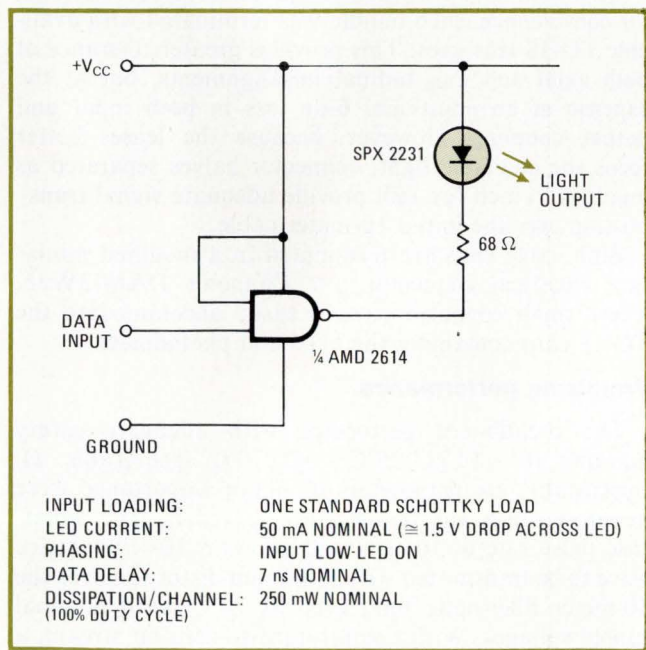 +VCC
SPX 2231
LIGHT
OUTPUT
68 Ω
DATA
INPUT
¼ AMD 2614
GROUND
INPUT LOADING: ONE STANDARD SCHOTTKY LOAD
LED CURRENT: 50 mA NOMINAL (≅ 1.5 V DROP ACROSS LED)
PHASING: INPUT LOW-LED ON
DATA DELAY: 7 ns NOMINAL
DISSIPATION/CHANNEL: 250 mW NOMINAL
(100% DUTY CYCLE)